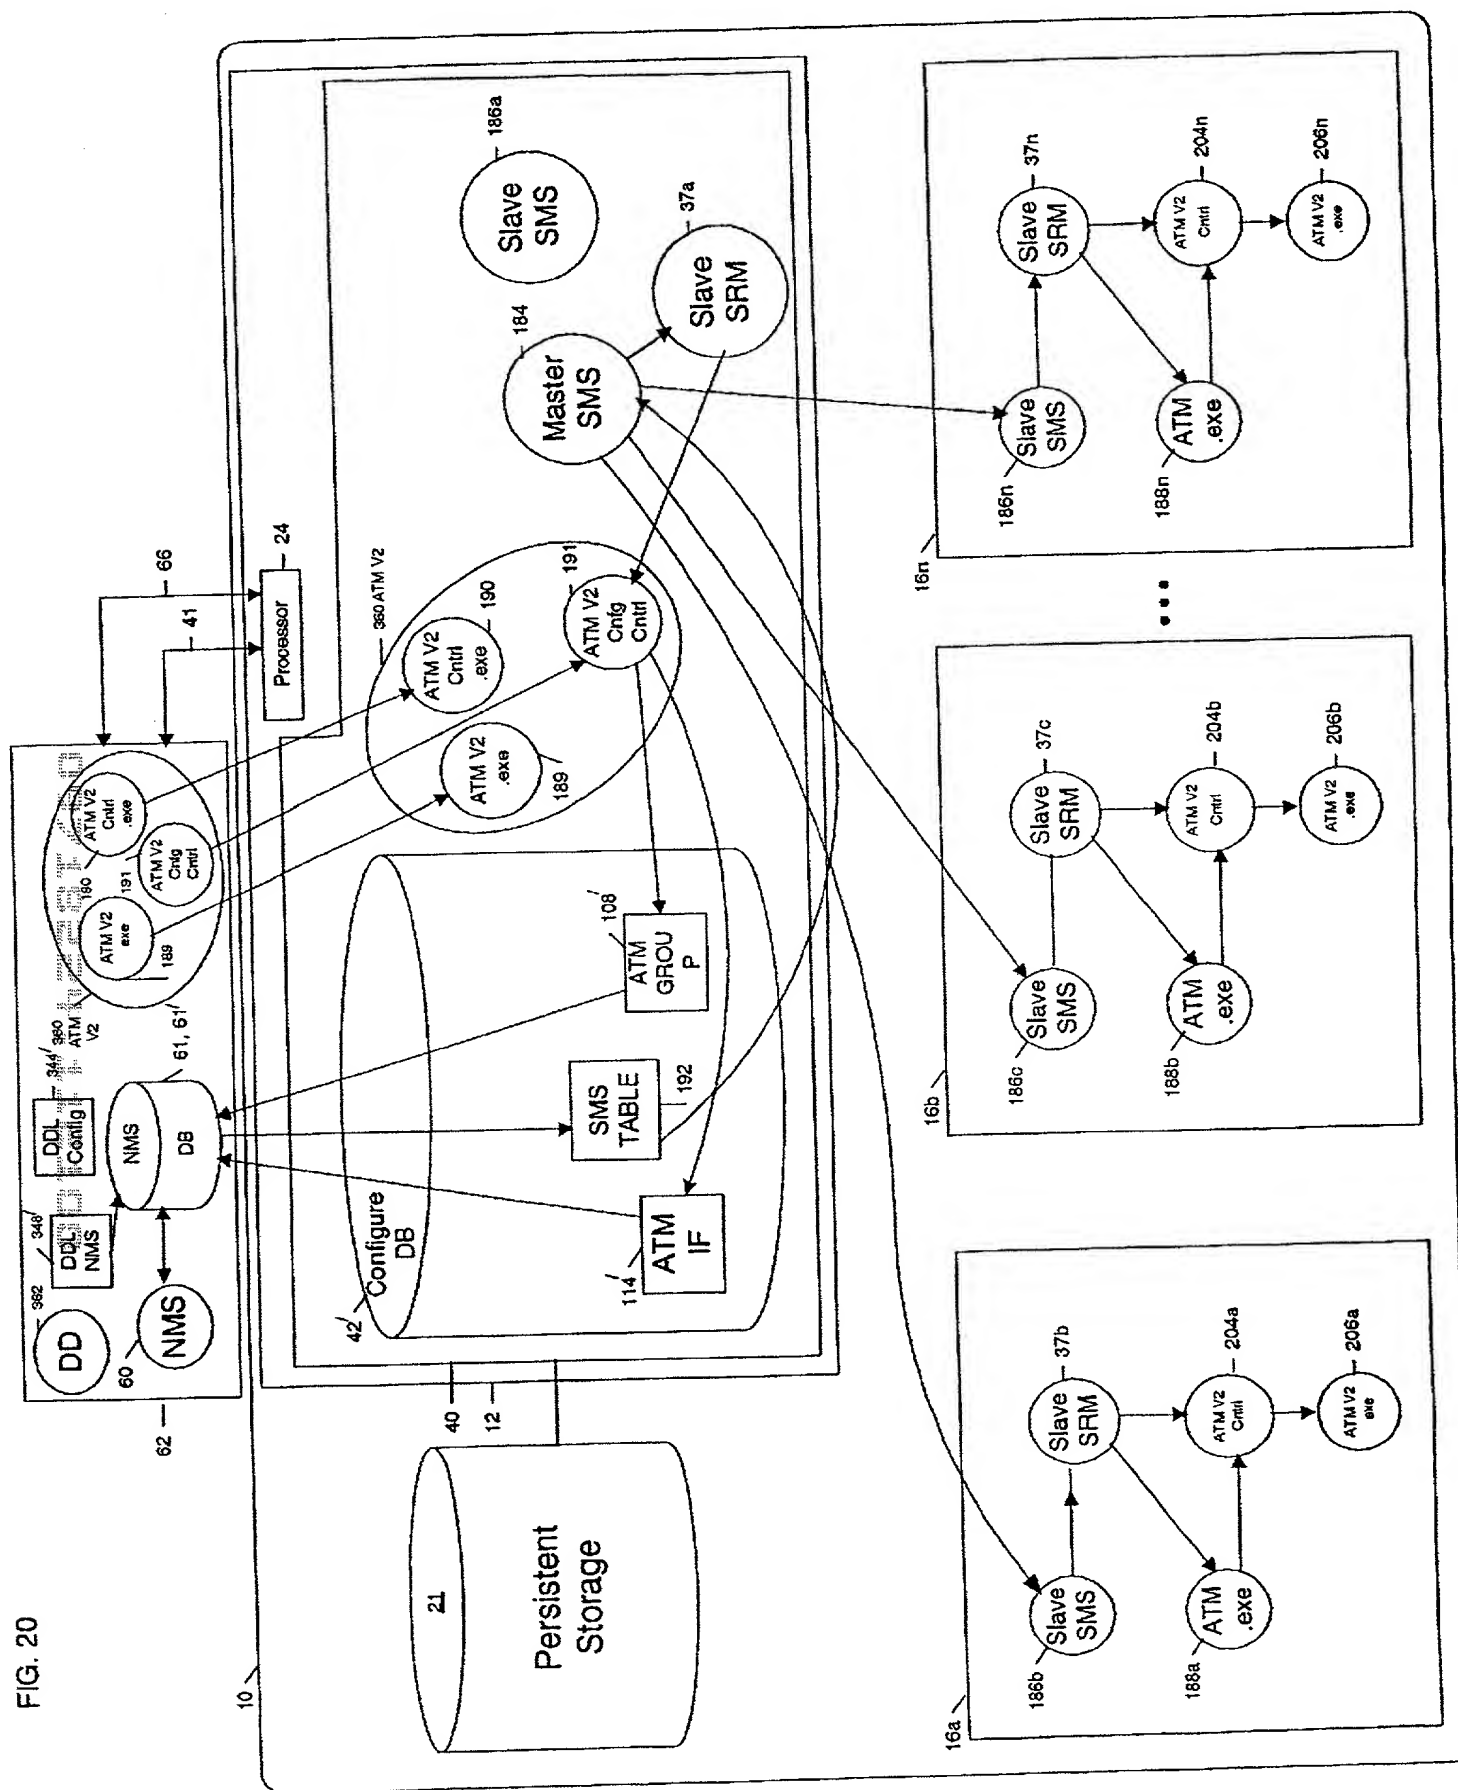 FIG. 20
62
362
DD
60
NMS
348'
DDL
NMS
344'
DDL
Config
NMS
DB
61, 61'
360
ATM
V2
ATM V2
exe
189
190
ATM V2
Cntrl
.exe
191
ATM V2
Cnfg
Cntrl
66
41
Processor
24
10
21
Persistent
Storage
40
12
42'
Configure
DB
114'
ATM
IF
SMS
TABLE
192
108'
ATM
GROU
P
360 ATM V2
ATM V2
.exe
189
ATM V2
Cntrl
.exe
190
ATM V2
Cnfg
Cntrl
191
Master
SMS
184
Slave
SMS
186a
Slave
SRM
37a
16a
Slave
SMS
186b
Slave
SRM
37b
ATM
.exe
188a
ATM V2
Cntrl
204a
ATM V2
exe
206a
16b
Slave
SMS
186c
Slave
SRM
37c
ATM
.exe
188b
ATM V2
Cntrl
204b
ATM V2
.exe
206b
16n
Slave
SMS
186n
Slave
SRM
37n
ATM
.exe
188n
ATM V2
Cntrl
204n
ATM V2
.exe
206n